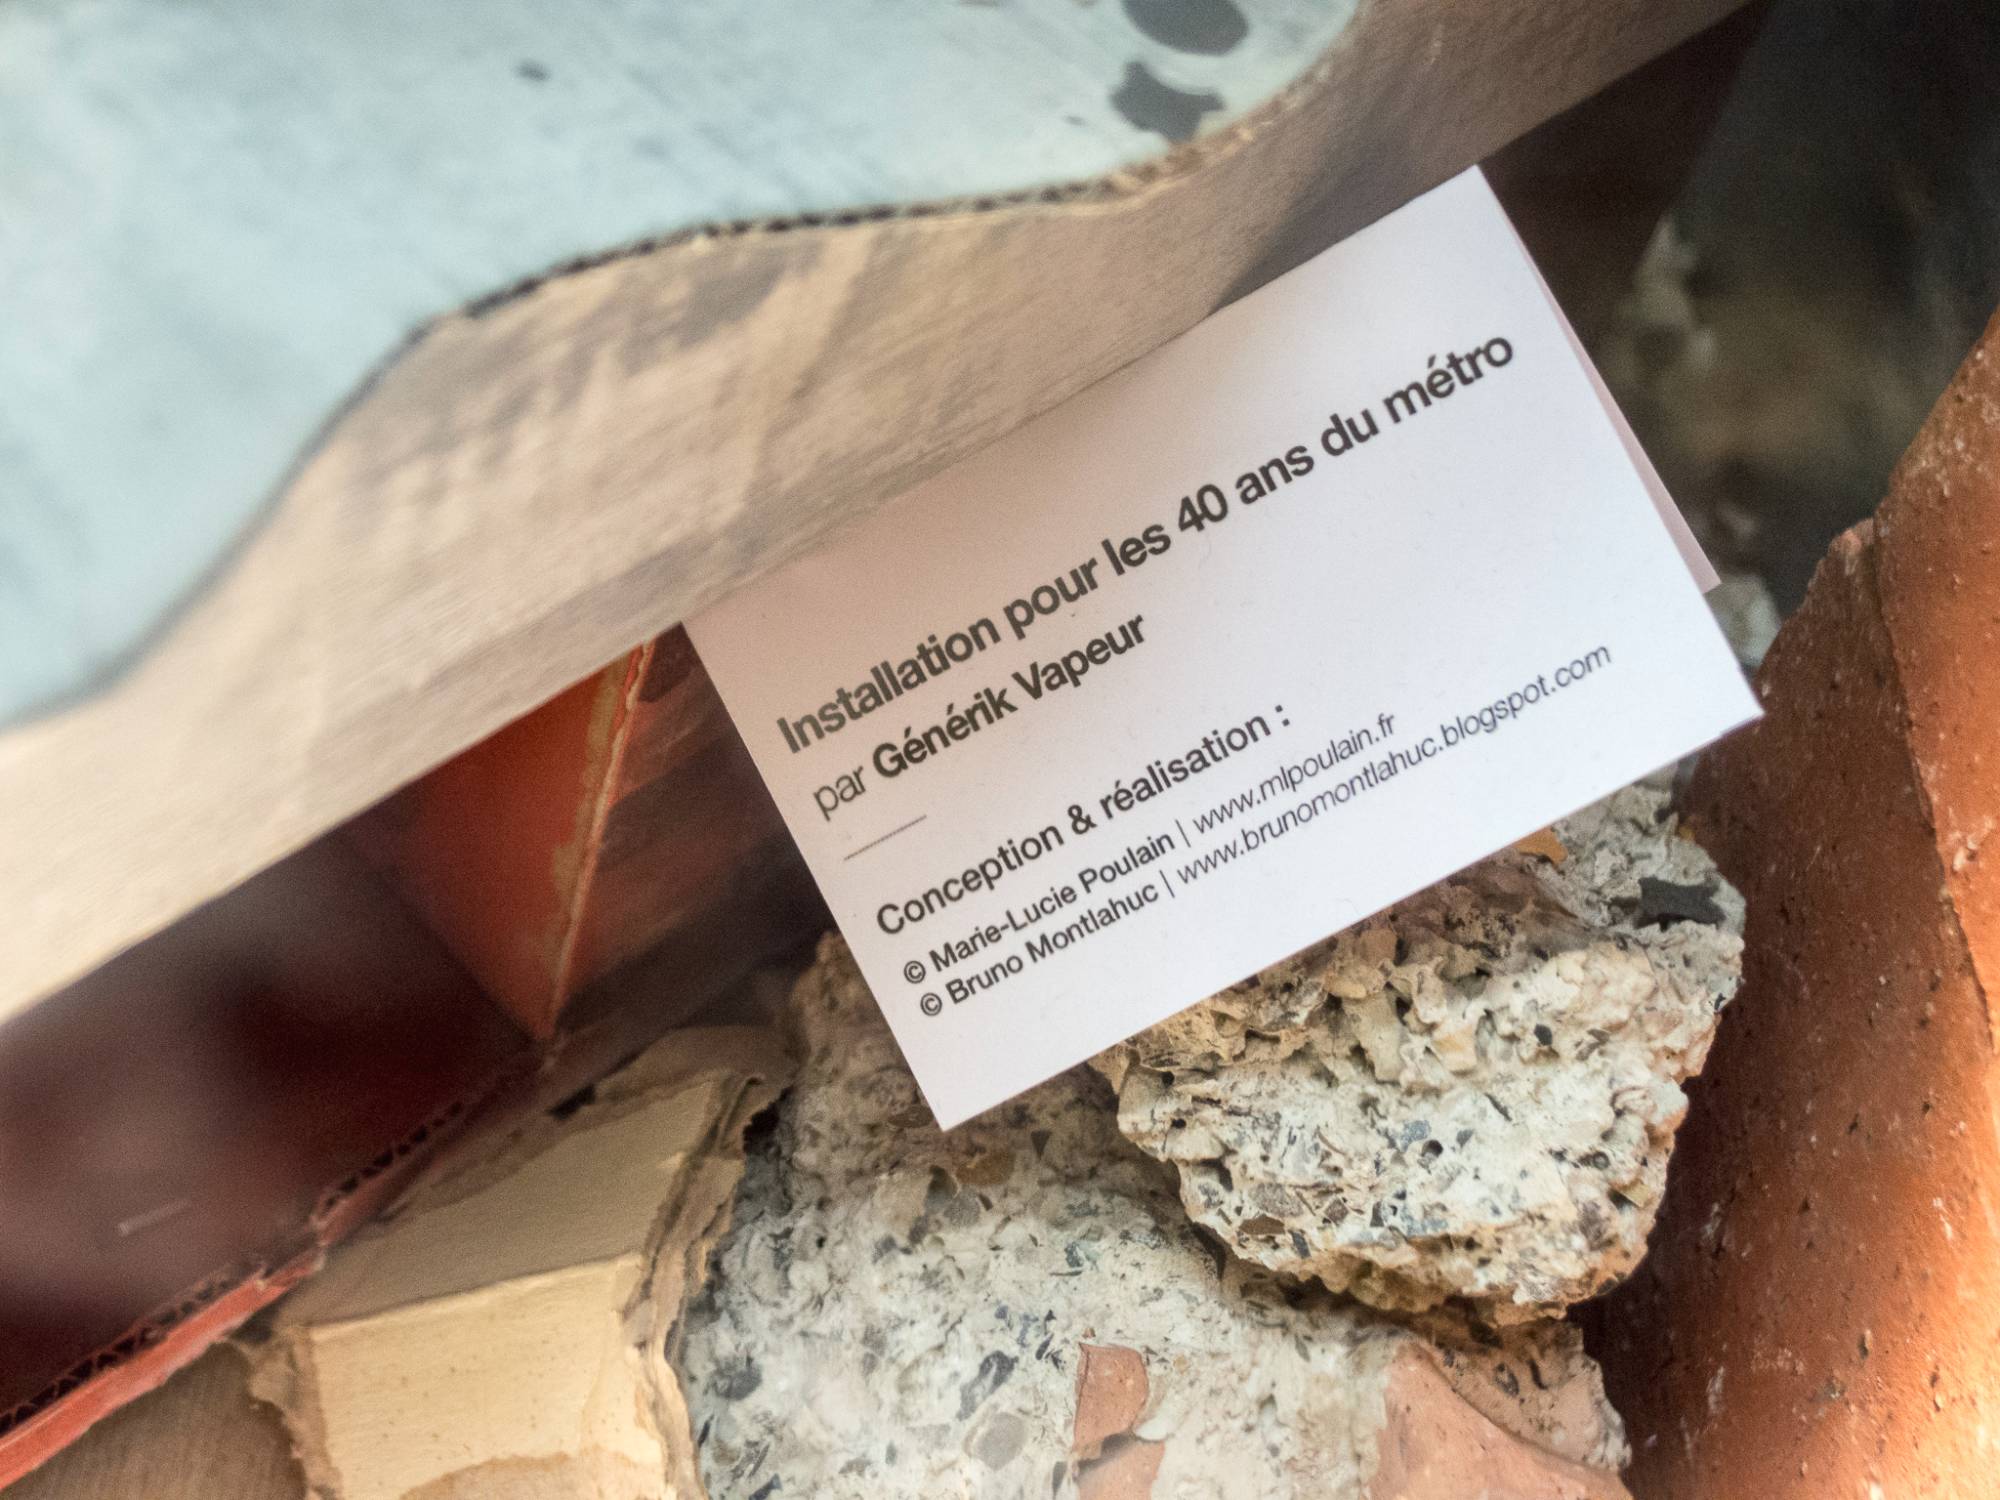 Installation pour les 40 ans du métro
par Générik Vapeur
Conception & réalisation :
© Marie-Lucie Poulain | www.mlpoulain.fr
© Bruno Montlahuc | www.brunomontlahuc.blogspot.com